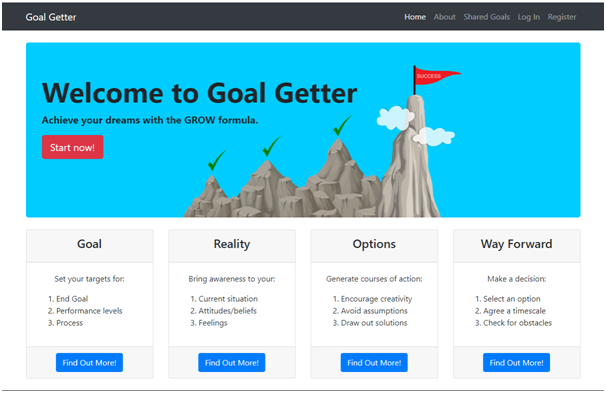 Goal Getter
Home About Shared Goals Log In Register
Welcome to Goal Getter
Achieve your dreams with the GROW formula.
Start now!
SUCCESS
Goal
Set your targets for:
1. End Goal
2. Performance levels
3. Process
Find Out More!
Reality
Bring awareness to your:
1. Current situation
2. Attitudes/beliefs
3. Feelings
Find Out More!
Options
Generate courses of action:
1. Encourage creativity
2. Avoid assumptions
3. Draw out solutions
Find Out More!
Way Forward
Make a decision:
1. Select an option
2. Agree a timescale
3. Check for obstacles
Find Out More!